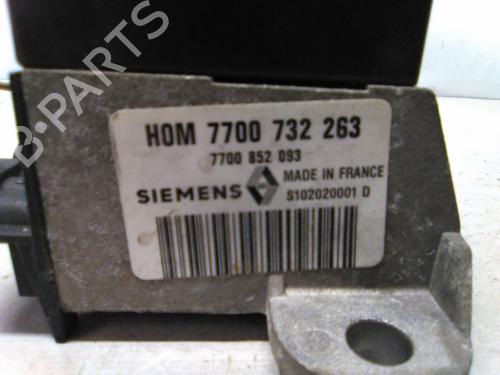 HOM 7700 732 263
7700 852 093
SIEMENS
MADE IN FRANCE
S102020001 D
B-PARTS